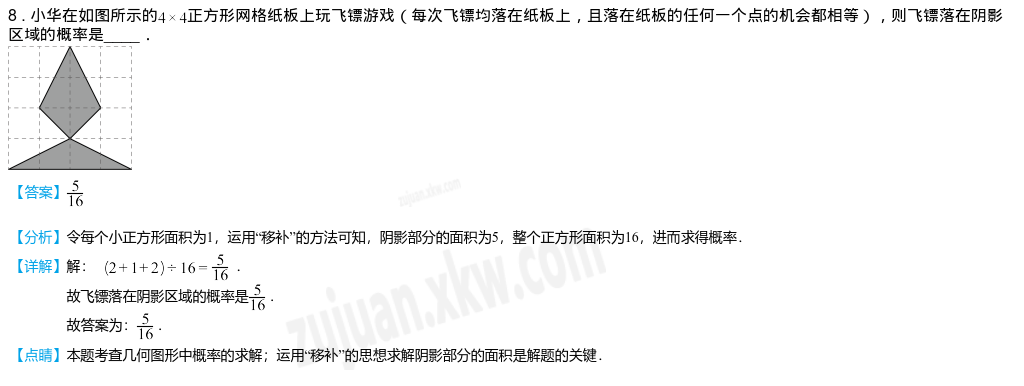 8．小华在如图所示的4×4正方形网格纸板上玩飞镖游戏（每次飞镖均落在纸板上，且落在纸板的任何一个点的机会都相等），则飞镖落在阴影
区域的概率是_____．
【答案】5/16
zujuan.xkw.com
【分析】令每个小正方形面积为1，运用“移补”的方法可知，阴影部分的面积为5，整个正方形面积为16，进而求得概率.
【详解】解：(2+1+2)÷16=5/16．
故飞镖落在阴影区域的概率是5/16．
故答案为：5/16．
zujuan.xkw.com
【点睛】本题考查几何图形中概率的求解；运用“移补”的思想求解阴影部分的面积是解题的关键．